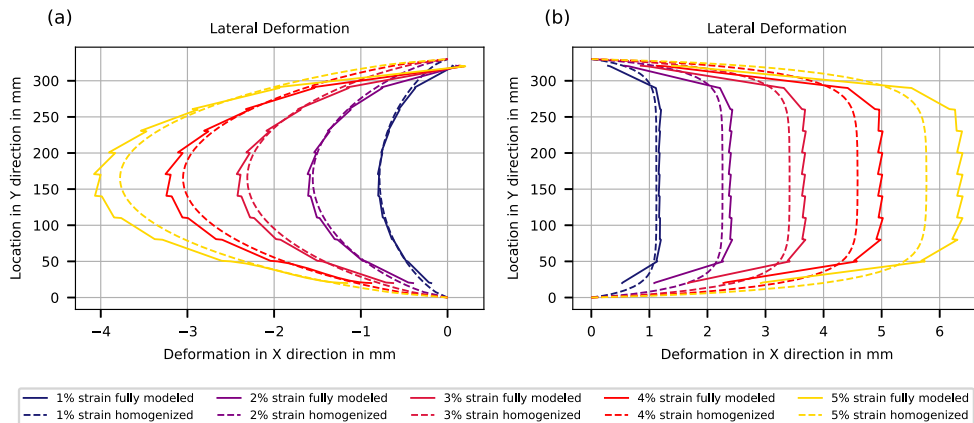 (a)
Lateral Deformation
Location in Y direction in mm
300
250
200
150
100
50
0
−4
−3
−2
−1
0
Deformation in X direction in mm
(b)
Lateral Deformation
Location in Y direction in mm
300
250
200
150
100
50
0
0
1
2
3
4
5
6
Deformation in X direction in mm
1% strain fully modeled
1% strain homogenized
2% strain fully modeled
2% strain homogenized
3% strain fully modeled
3% strain homogenized
4% strain fully modeled
4% strain homogenized
5% strain fully modeled
5% strain homogenized